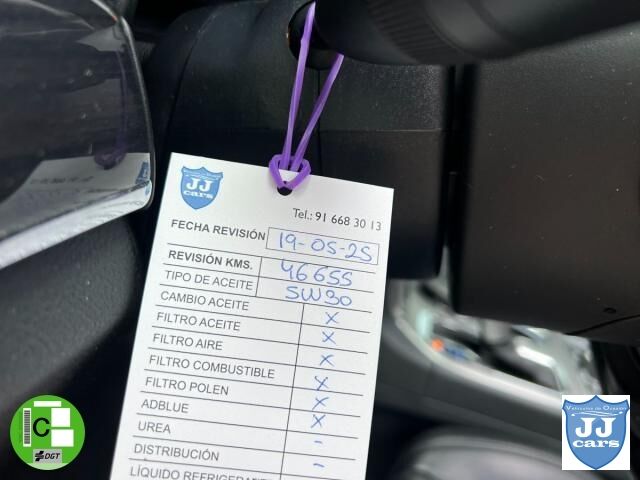 JJ
cars
Tel.: 91 668 30 13
FECHA REVISIÓN 19-05-25
REVISIÓN KMS. 46655
TIPO DE ACEITE 5W30
CAMBIO ACEITE X
FILTRO ACEITE X
FILTRO AIRE X
FILTRO COMBUSTIBLE X
FILTRO POLEN X
ADBLUE X
UREA -
DISTRIBUCIÓN -
C
DGT
Vehículos de Ocasión
JJ
cars